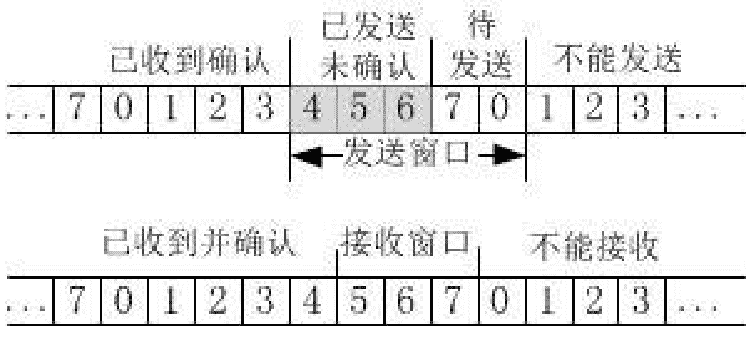 已发送 待
已收到确认 未确认 发送 不能发送
... 7 0 1 2 3 4 5 6 7 0 1 2 3 ...
发送窗口
已收到并确认 接收窗口 不能接收
... 7 0 1 2 3 4 5 6 7 0 1 2 3 ...